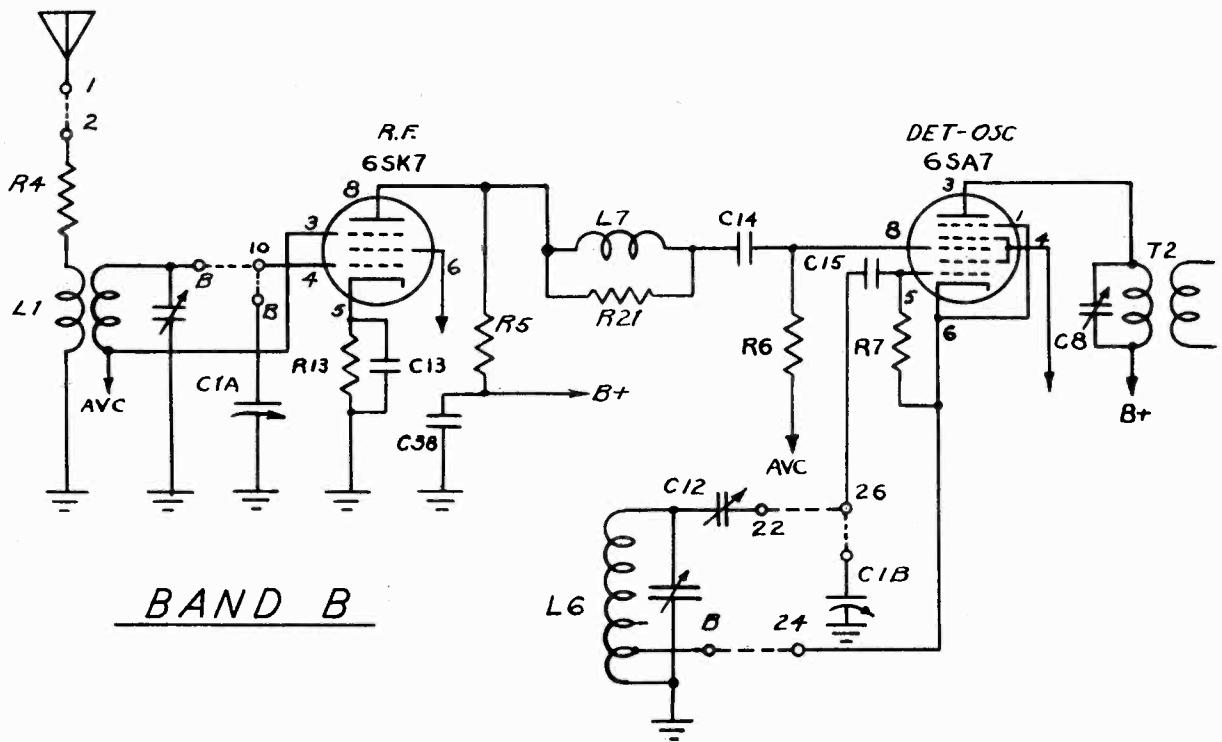 1
2
R4
L1
AVC
B
10
B
C1A
R.F.
6SK7
8
3
4
5
6
R13
C13
R5
C38
B+
L7
R21
C14
R6
AVC
C15
R7
DET-OSC
6SA7
3
8
5
6
1
4
T2
C8
B+
C12
22
26
C1B
L6
B
24
BAND B